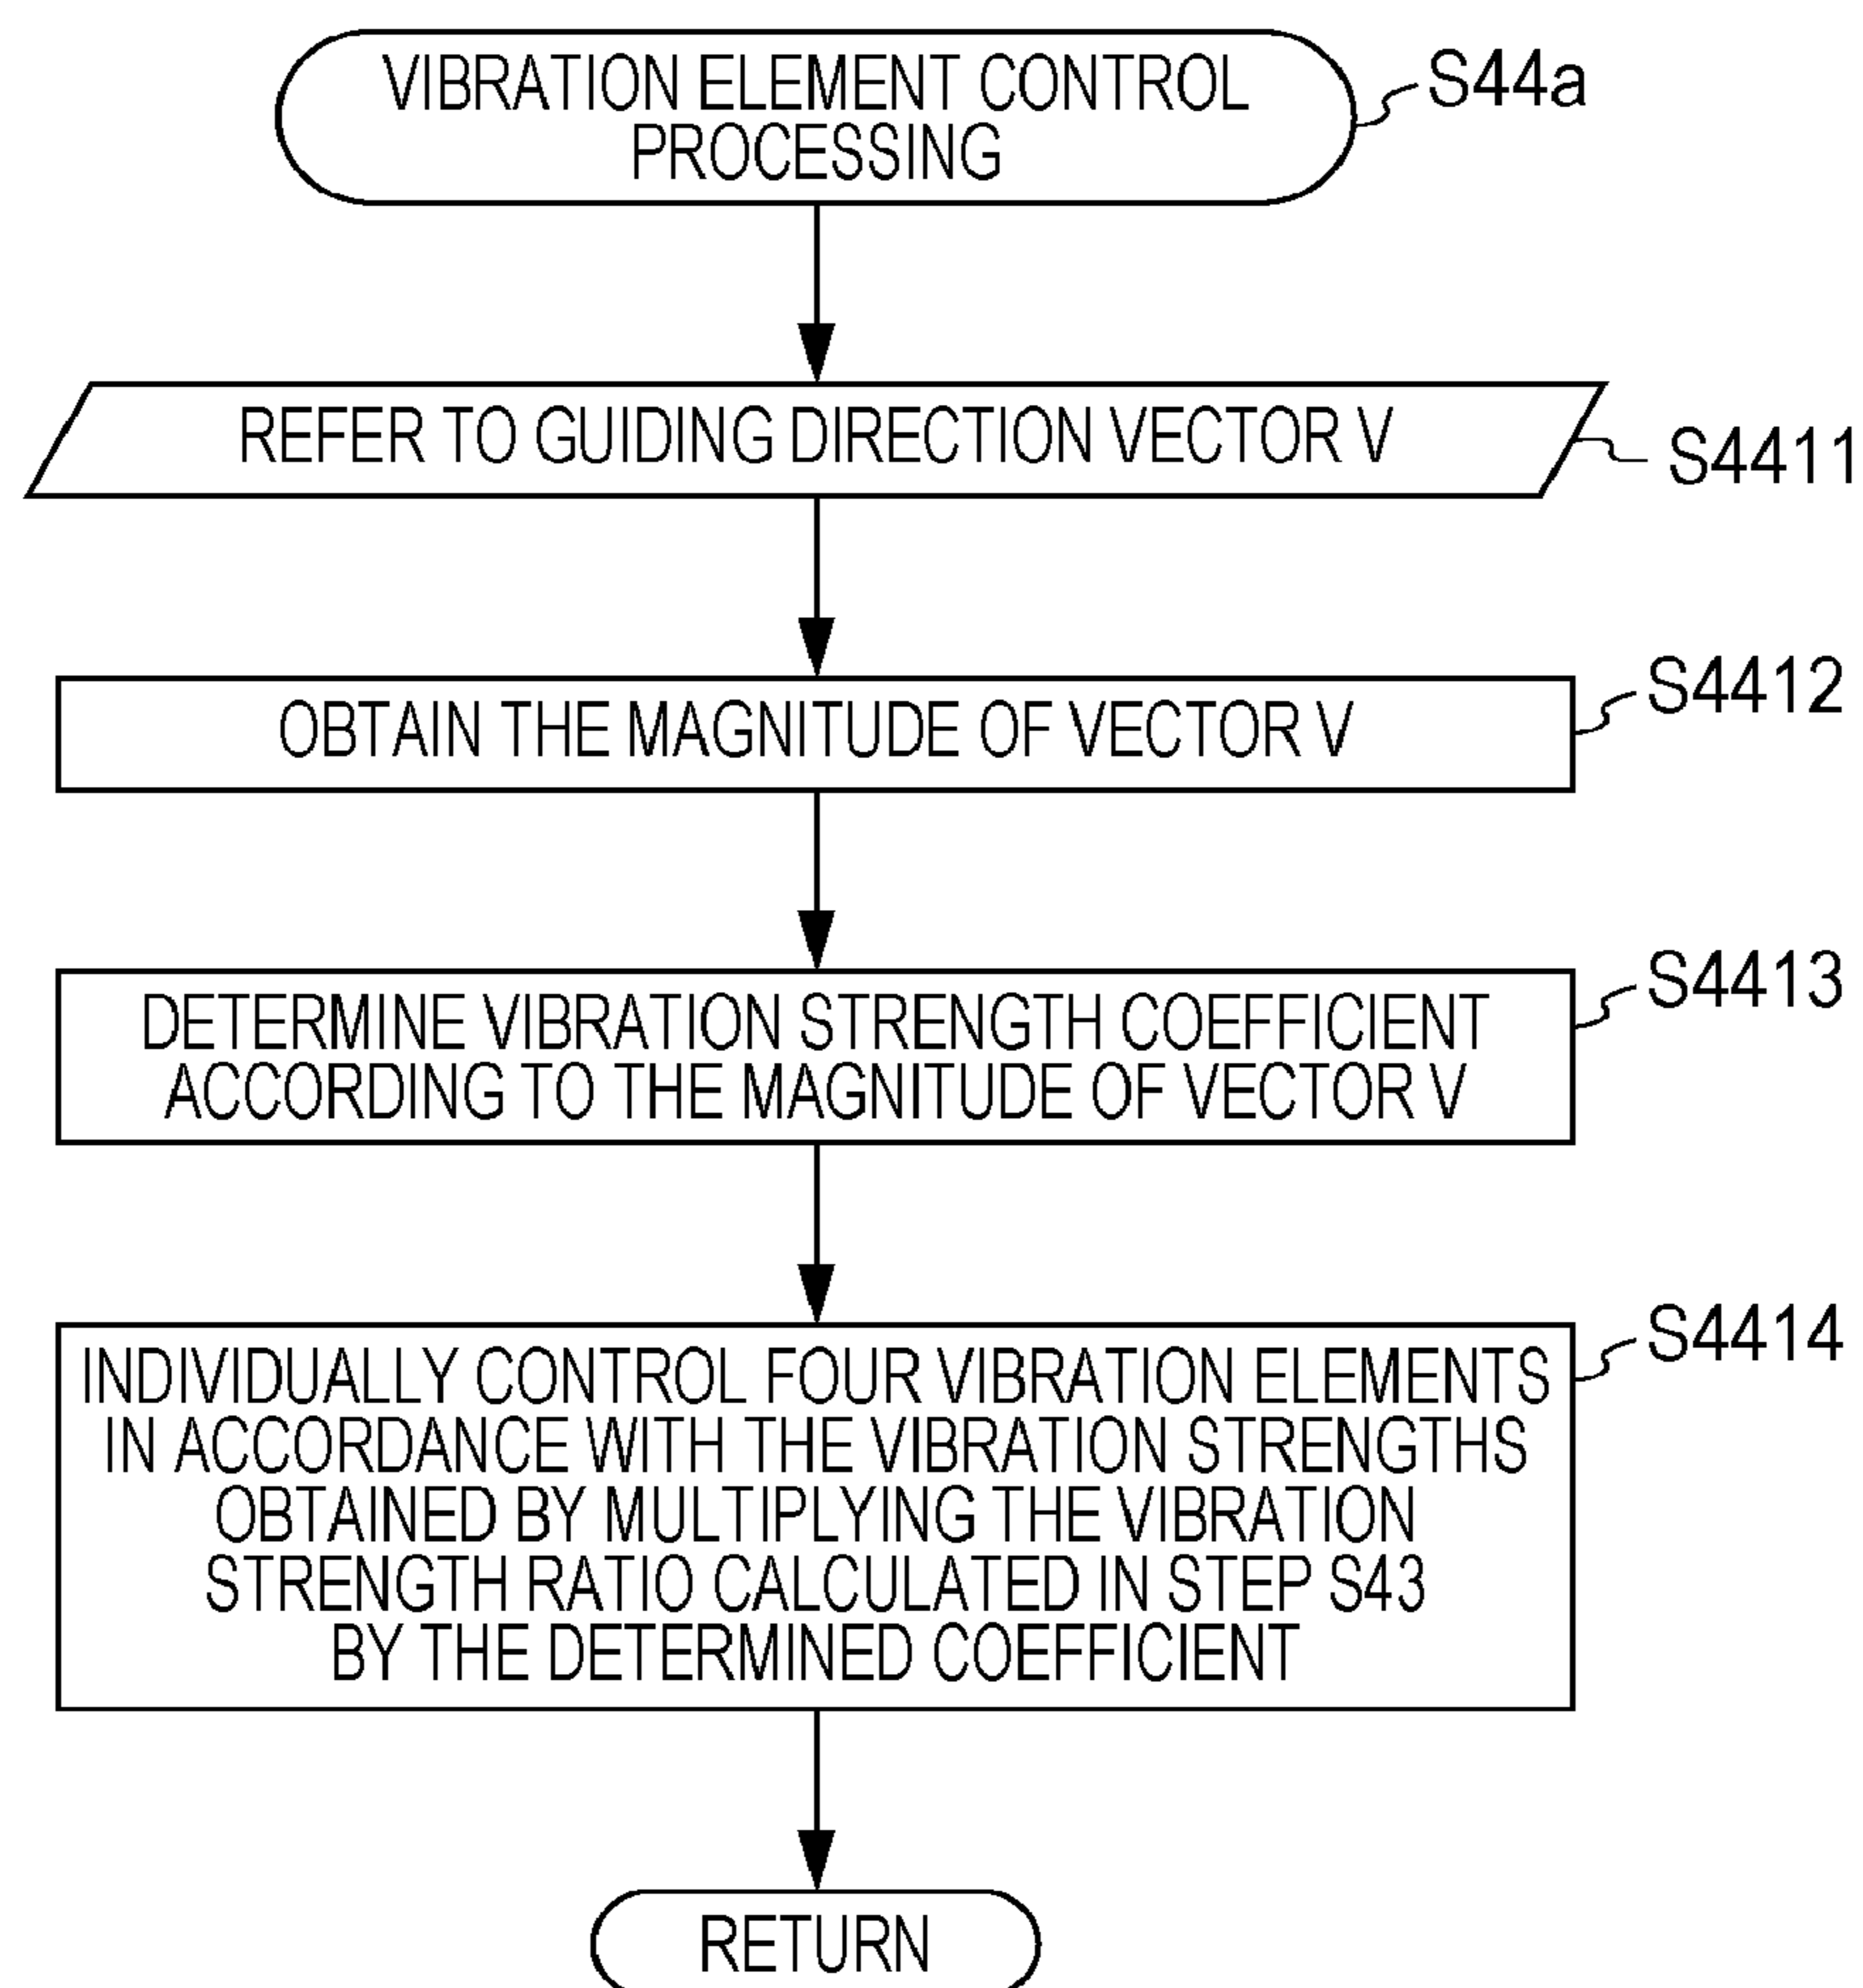 VIBRATION ELEMENT CONTROL
PROCESSING
S44a
REFER TO GUIDING DIRECTION VECTOR V
S4411
OBTAIN THE MAGNITUDE OF VECTOR V
S4412
DETERMINE VIBRATION STRENGTH COEFFICIENT
ACCORDING TO THE MAGNITUDE OF VECTOR V
S4413
INDIVIDUALLY CONTROL FOUR VIBRATION ELEMENTS
IN ACCORDANCE WITH THE VIBRATION STRENGTHS
OBTAINED BY MULTIPLYING THE VIBRATION
STRENGTH RATIO CALCULATED IN STEP S43
BY THE DETERMINED COEFFICIENT
S4414
RETURN